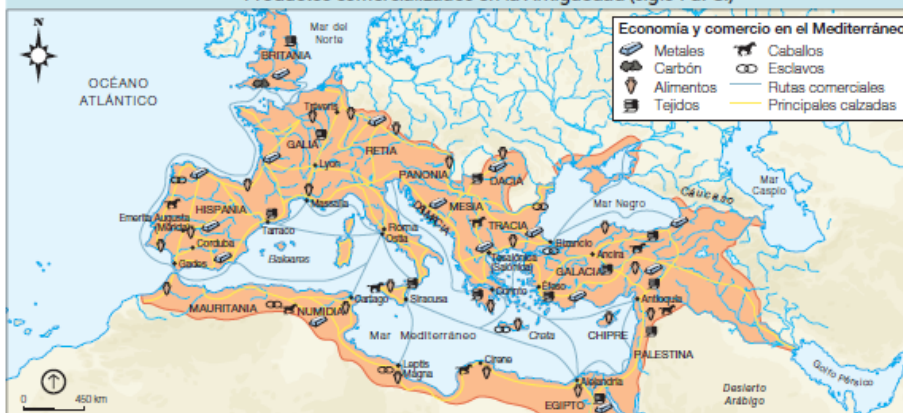 Economía y comercio en el Mediterráneo
Metales
Caballos
Carbón
Esclavos
Alimentos
Rutas comerciales
Tejidos
Principales calzadas
N
Mar del
Norte
BRITANIA
OCÉANO
ATLÁNTICO
Tréveris
GALIA
RETIA
Lyon
PANONIA
DACIA
Mar
Caspio
Cáucaso
HISPANIA
Massalia
DALMACIA
MESIA
Mar Negro
Emerita Augusta
(Mérida)
Tarraco
Roma
Ostia
TRACIA
Bizancio
Corduba
Baleares
Tesalónica
(Salónica)
Ancira
Gades
GALACIA
Corinto
Éfeso
Cartago
Siracusa
Antioquía
MAURITANIA
NUMIDIA
Mar Mediterráneo
Creta
CHIPRE
PALESTINA
Leptis
Magna
Cirene
Alejandría
Golfo Pérsico
Desierto
Arábigo
EGIPTO
0 450 km